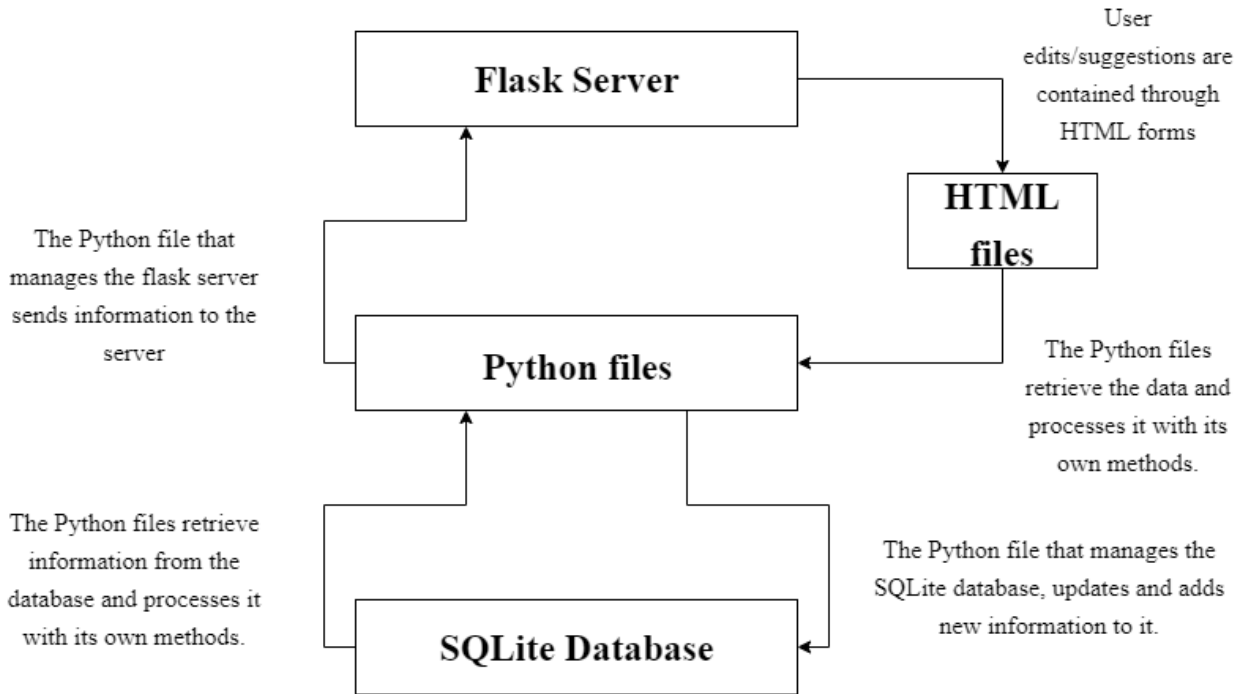 Flask Server
User
edits/suggestions are
contained through
HTML forms
HTML
files
The Python file that
manages the flask server
sends information to the
server
Python files
The Python files
retrieve the data and
processes it with its
own methods.
The Python files retrieve
information from the
database and processes it
with its own methods.
The Python file that manages the
SQLite database, updates and adds
new information to it.
SQLite Database